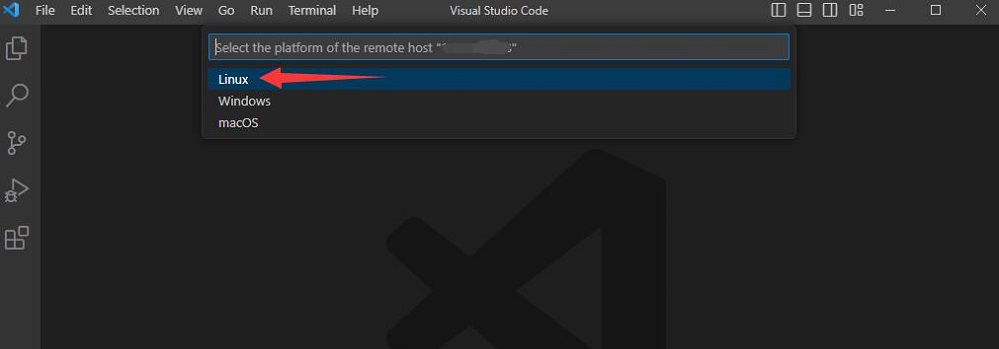 File Edit Selection View Go Run Terminal Help Visual Studio Code
Select the platform of the remote host "
Linux
Windows
macOS